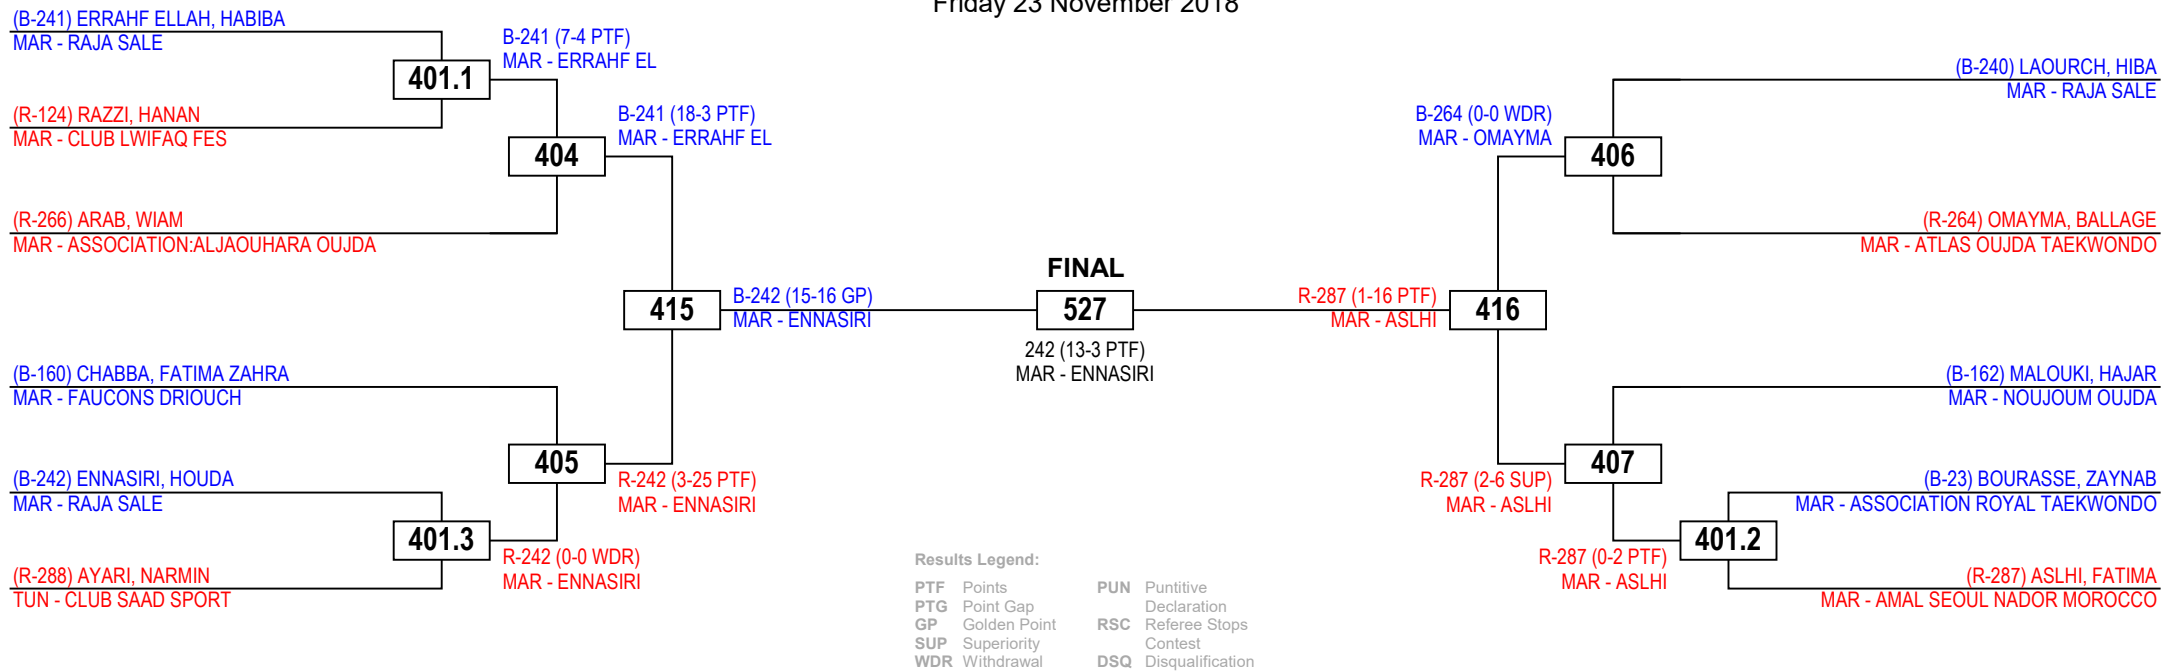 Friday 23 November 2018
(B-241) ERRAHF ELLAH, HABIBA
MAR - RAJA SALE
B-241 (7-4 PTF)
MAR - ERRAHF EL
401.1
(R-124) RAZZI, HANAN
MAR - CLUB LWIFAQ FES
B-241 (18-3 PTF)
MAR - ERRAHF EL
404
(R-266) ARAB, WIAM
MAR - ASSOCIATION:ALJAOUHARA OUJDA
415
B-242 (15-16 GP)
MAR - ENNASIRI
(B-160) CHABBA, FATIMA ZAHRA
MAR - FAUCONS DRIOUCH
405
R-242 (3-25 PTF)
MAR - ENNASIRI
(B-242) ENNASIRI, HOUDA
MAR - RAJA SALE
401.3
R-242 (0-0 WDR)
MAR - ENNASIRI
(R-288) AYARI, NARMIN
TUN - CLUB SAAD SPORT
FINAL
527
242 (13-3 PTF)
MAR - ENNASIRI
(B-240) LAOURCH, HIBA
MAR - RAJA SALE
B-264 (0-0 WDR)
MAR - OMAYMA
406
(R-264) OMAYMA, BALLAGE
MAR - ATLAS OUJDA TAEKWONDO
R-287 (1-16 PTF)
MAR - ASLHI
416
(B-162) MALOUKI, HAJAR
MAR - NOUJOUM OUJDA
407
R-287 (2-6 SUP)
MAR - ASLHI
(B-23) BOURASSE, ZAYNAB
MAR - ASSOCIATION ROYAL TAEKWONDO
401.2
R-287 (0-2 PTF)
MAR - ASLHI
(R-287) ASLHI, FATIMA
MAR - AMAL SEOUL NADOR MOROCCO
Results Legend:
PTF Points
PTG Point Gap
GP Golden Point
SUP Superiority
WDR Withdrawal
PUN Puntitive
Declaration
RSC Referee Stops
Contest
DSQ Disqualification